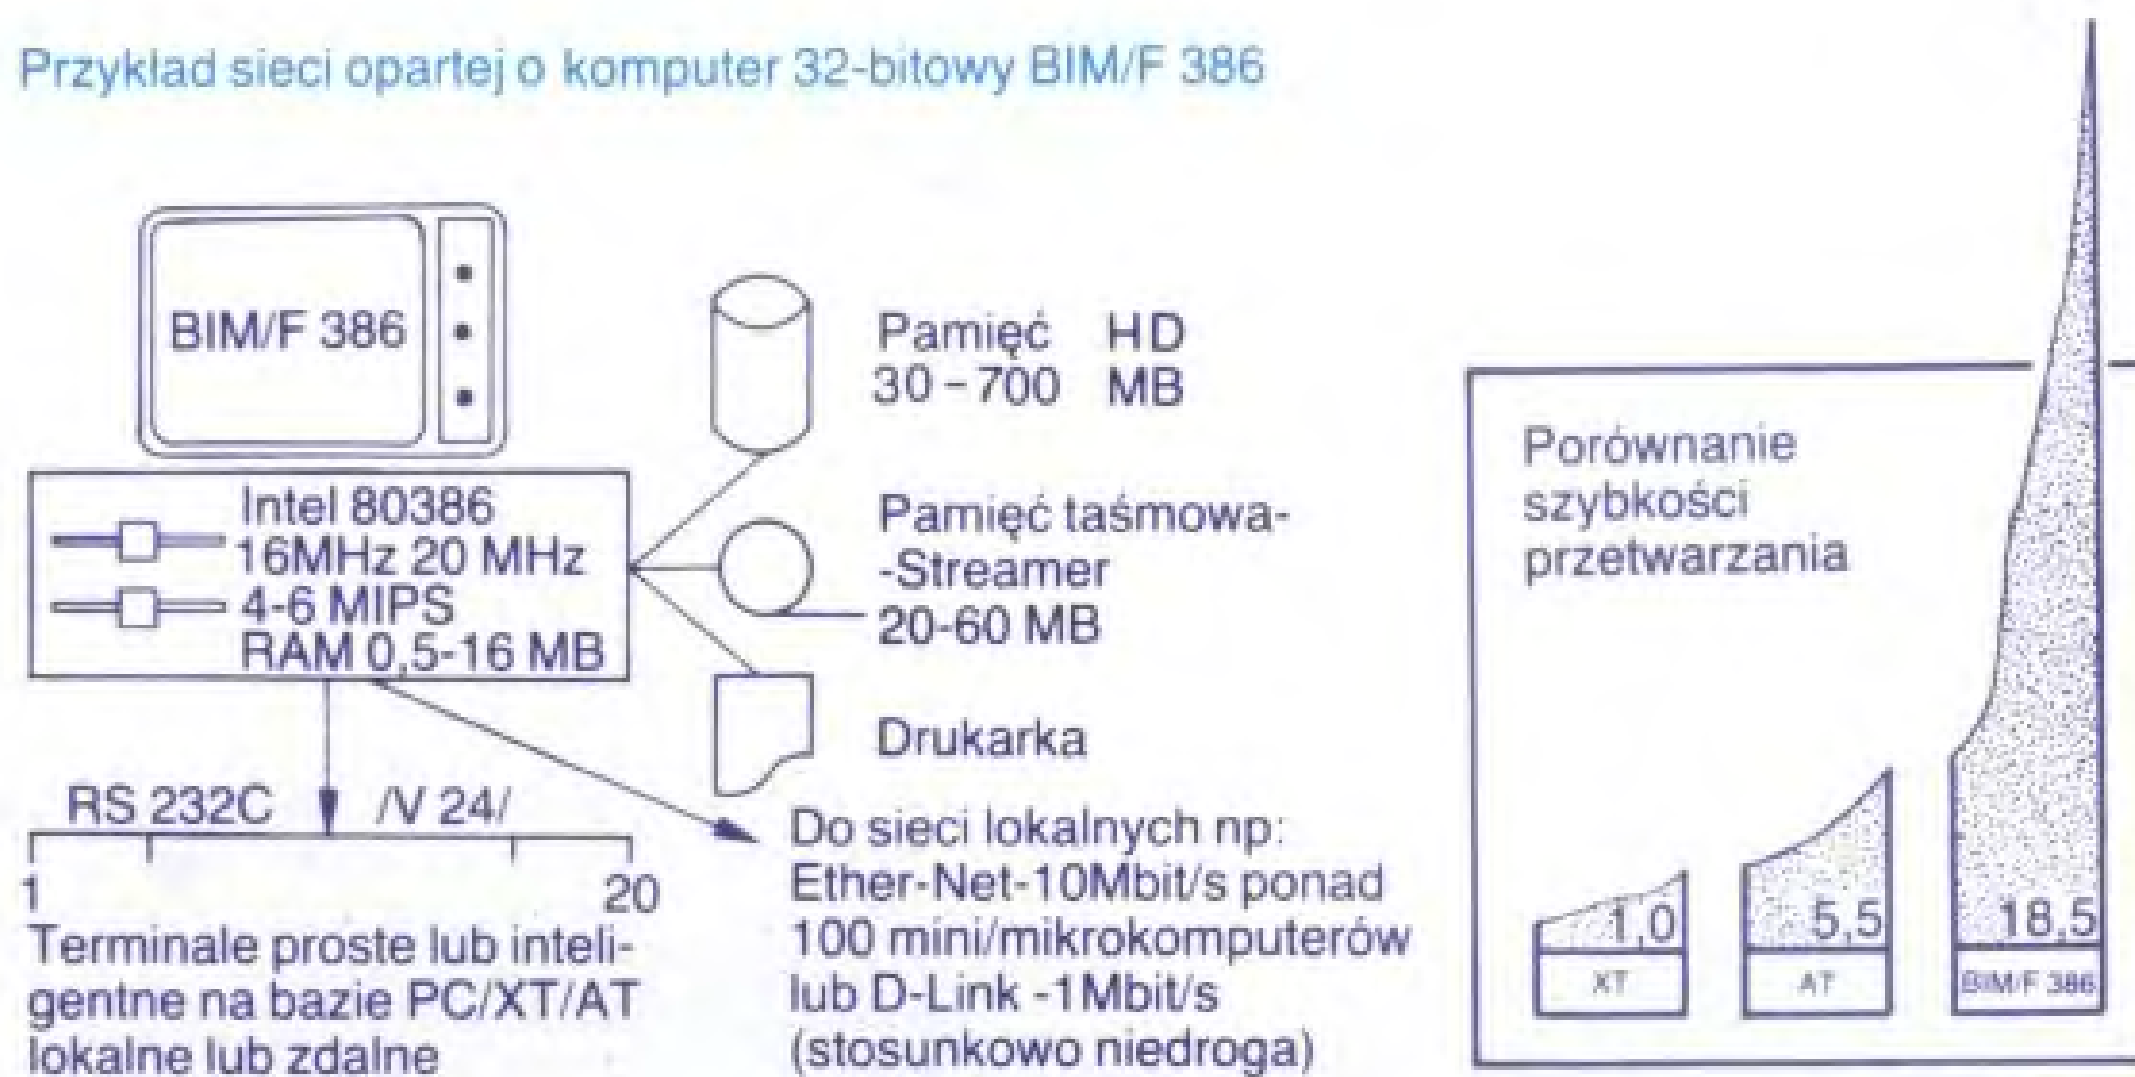 Przykład sieci opartej o komputer 32-bitowy BIM/F 386
BIM/F 386
Intel 80386
16MHz 20 MHz
4-6 MIPS
RAM 0,5-16 MB
Pamięć HD
30-700 MB
Pamięć taśmowa-
-Streamer
20-60 MB
Drukarka
RS 232C /V 24/
1 20
Terminale proste lub inteli-
gentne na bazie PC/XT/AT
lokalne lub zdalne
Do sieci lokalnych np:
Ether-Net-10Mbit/s ponad
100 mini/mikrokomputerów
lub D-Link -1Mbit/s
(stosunkowo niedroga)
Porównanie
szybkości
przetwarzania
1,0 5,5 18,5
XT AT BIM/F 386